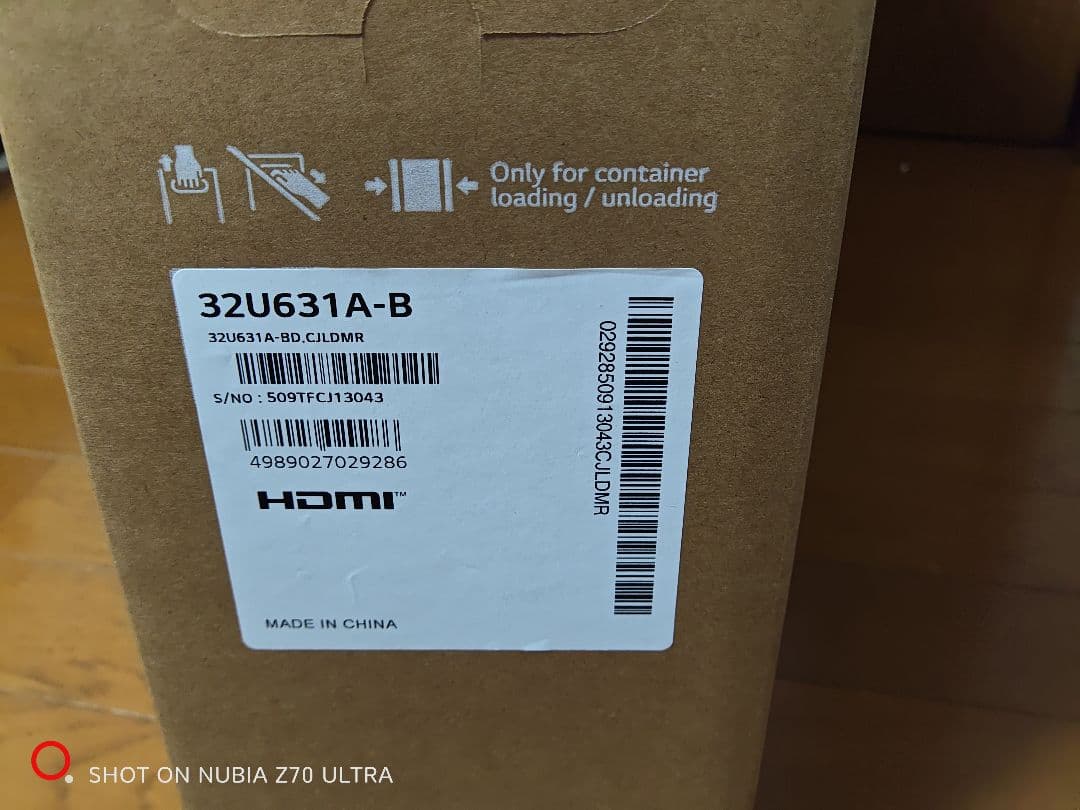 Only for container
loading / unloading
32U631A-B
32U631A-BD.CJLDMR
S/NO : 509TFCJ13043
4989027029286
HDMI™
MADE IN CHINA
0292850913043CJLDMR
SHOT ON NUBIA Z70 ULTRA